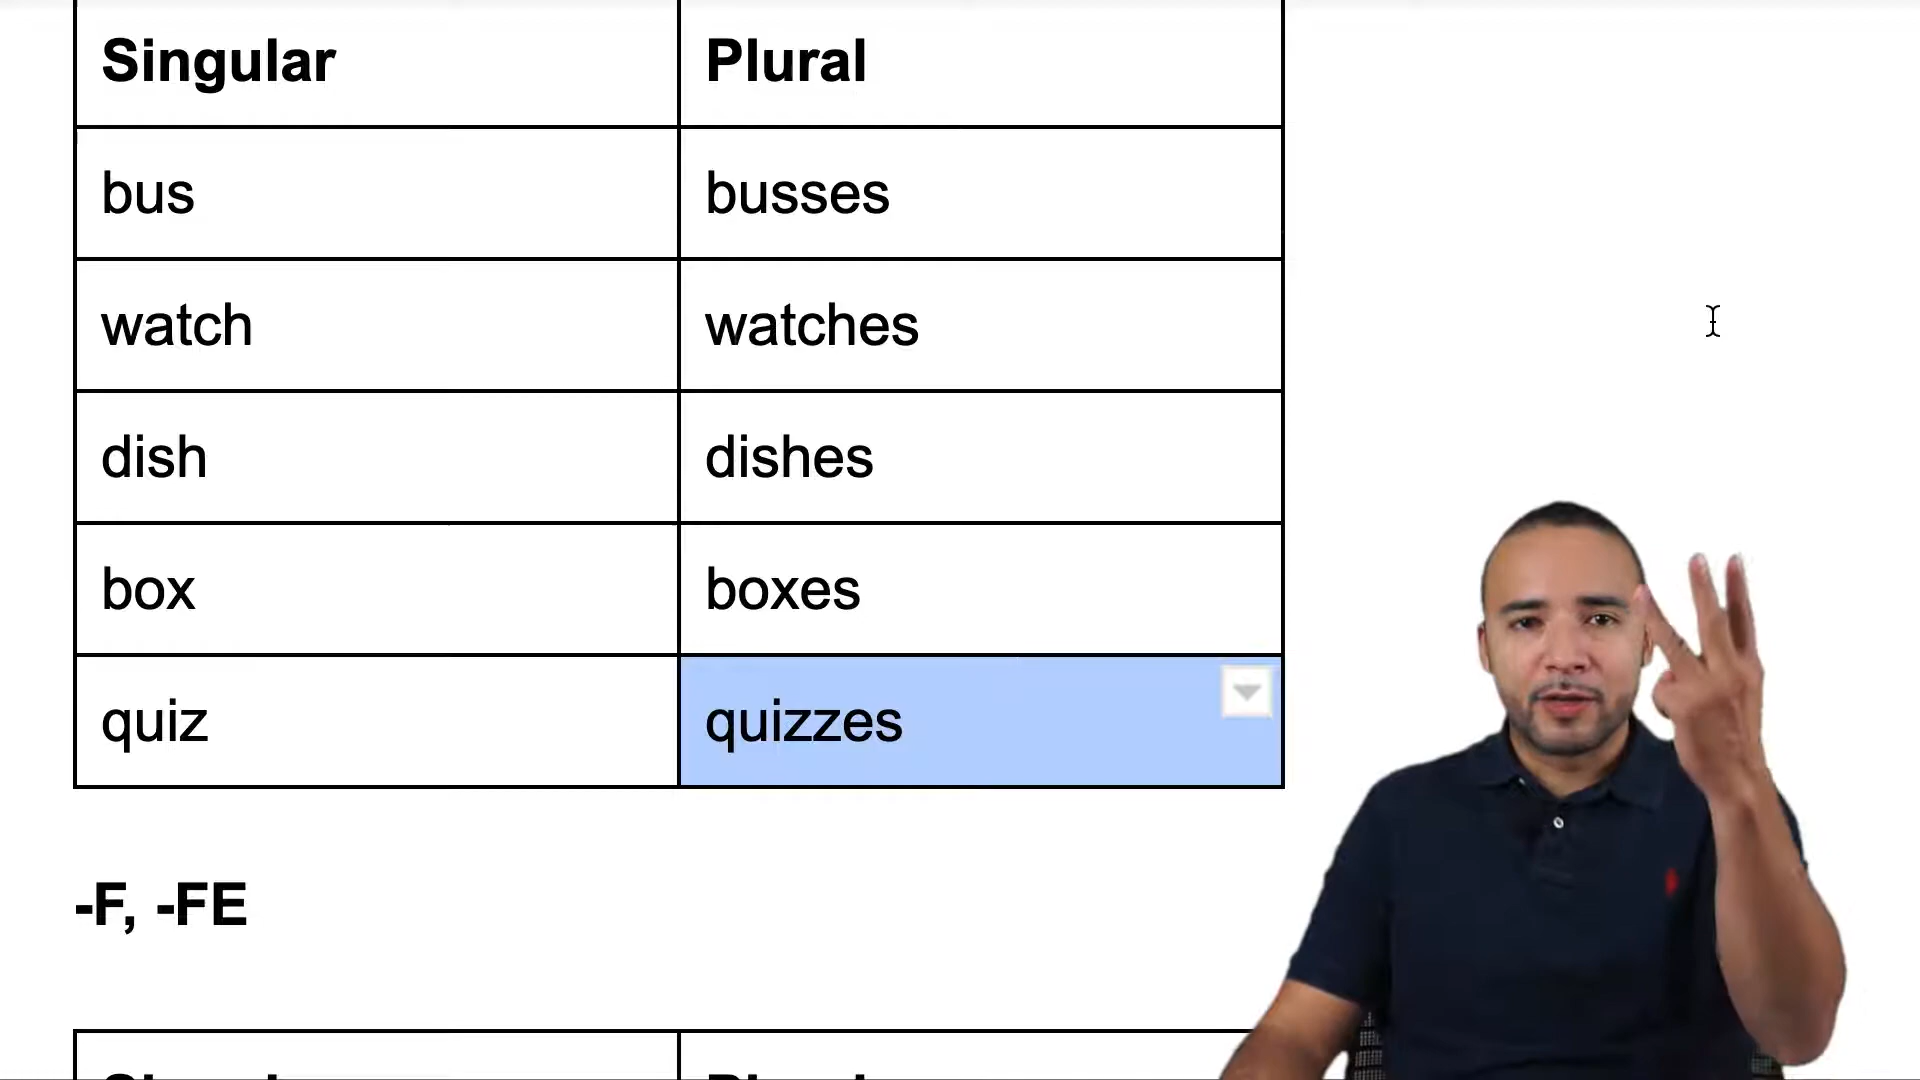 Singular Plural
bus busses
watch watches
dish dishes
box boxes
quiz quizzes
-F, -FE